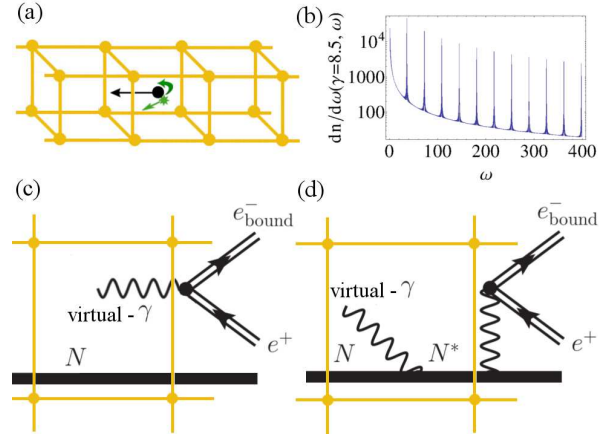 (a)
(b)
dn/dω(γ=8.5, ω)
10⁴
1000
100
0 100 200 300 400
ω
(c)
e⁻bound
virtual - γ
e⁺
N
(d)
e⁻bound
virtual - γ
N N* e⁺